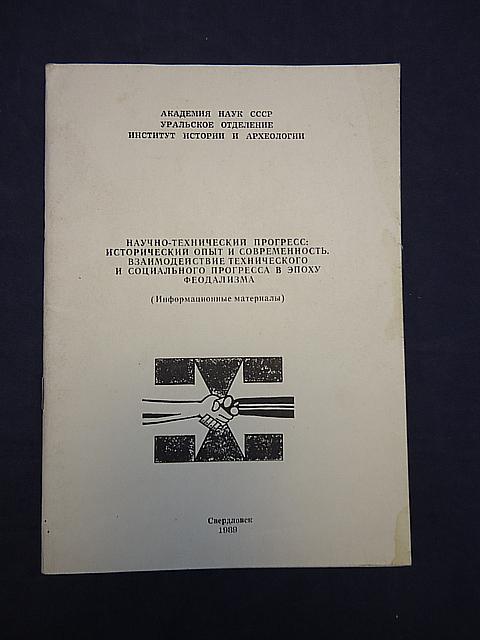 АКАДЕМИЯ НАУК СССР
УРАЛЬСКОЕ ОТДЕЛЕНИЕ
ИНСТИТУТ ИСТОРИИ И АРХЕОЛОГИИ
НАУЧНО-ТЕХНИЧЕСКИЙ ПРОГРЕСС:
ИСТОРИЧЕСКИЙ ОПЫТ И СОВРЕМЕННОСТЬ.
ВЗАИМОДЕЙСТВИЕ ТЕХНИЧЕСКОГО
И СОЦИАЛЬНОГО ПРОГРЕССА В ЭПОХУ
ФЕОДАЛИЗМА
(Информационные материалы)
Свердловск
1989